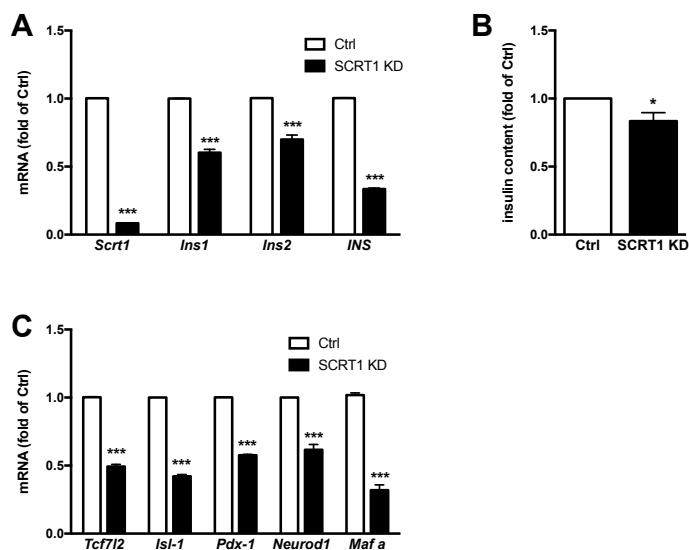 A
mRNA (fold of Ctrl)
1.5
1.0
0.5
0.0
Ctrl
SCRT1 KD
***
***
***
***
Scrt1 Ins1 Ins2 INS
B
insulin content (fold of Ctrl)
1.5
1.0
0.5
0.0
*
Ctrl SCRT1 KD
C
mRNA (fold of Ctrl)
1.5
1.0
0.5
0.0
Ctrl
SCRT1 KD
***
***
***
***
***
Tcf7l2 Isl-1 Pdx-1 Neurod1 Maf a